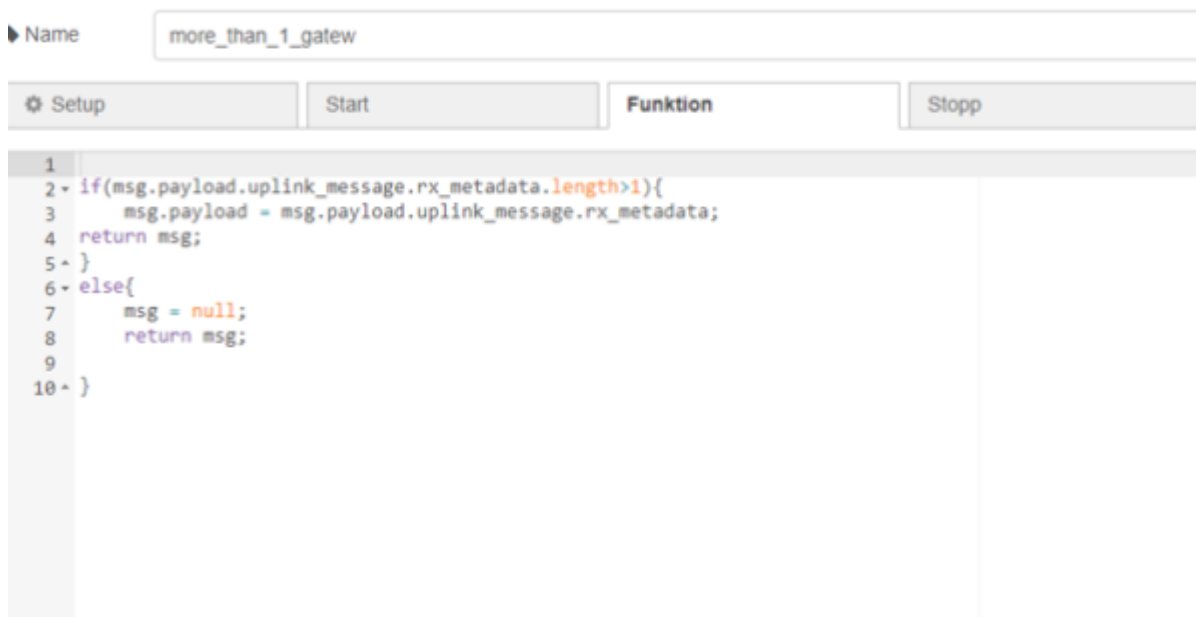 Name more_than_1_gatew
Setup Start Funktion Stopp
1
2 if(msg.payload.uplink_message.rx_metadata.length>1){
3 msg.payload = msg.payload.uplink_message.rx_metadata;
4 return msg;
5 }
6 else{
7 msg = null;
8 return msg;
9
10 }